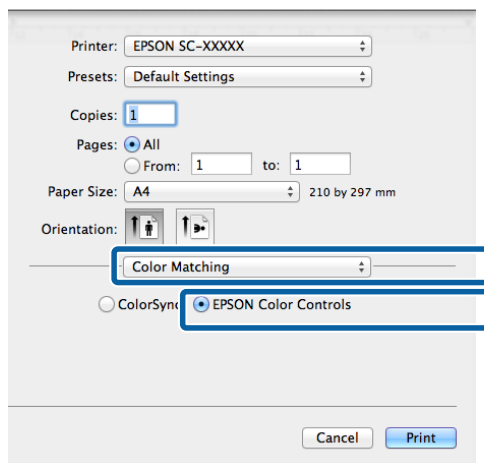 Printer: EPSON SC-XXXXX
Presets: Default Settings
Copies: 1
Pages: All
From: 1 to: 1
Paper Size: A4 210 by 297 mm
Orientation:
Color Matching
ColorSync EPSON Color Controls
Cancel Print